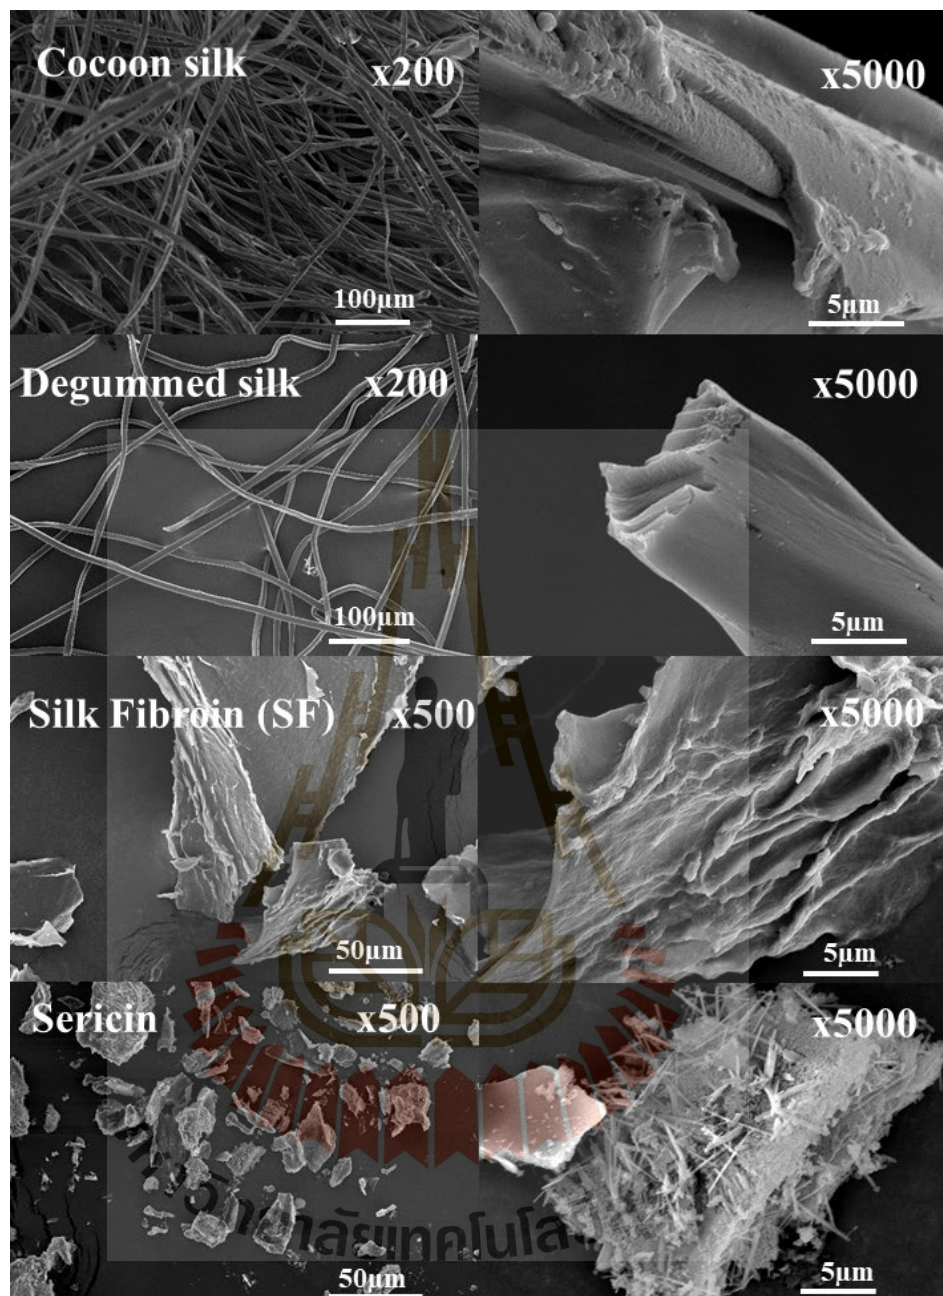 Cocoon silk x200
x5000
100μm
5μm
Degummed silk x200
x5000
100μm
5μm
Silk Fibroin (SF) x500
x5000
50μm
5μm
Sericin x500
x5000
50μm
5μm